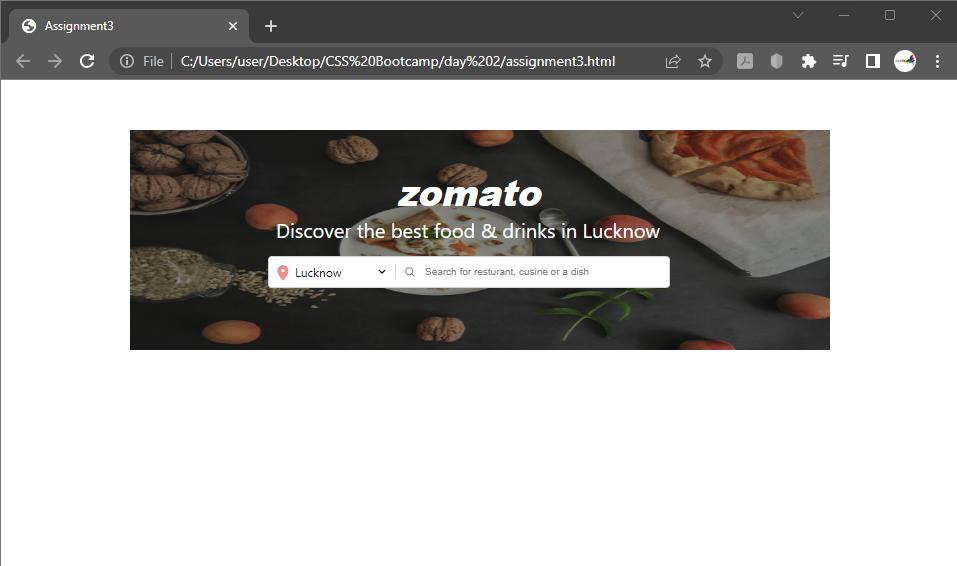 Assignment3
File
C:/Users/user/Desktop/CSS%20Bootcamp/day%202/assignment3.html
zomato
Discover the best food & drinks in Lucknow
Lucknow
Search for resturant, cusine or a dish